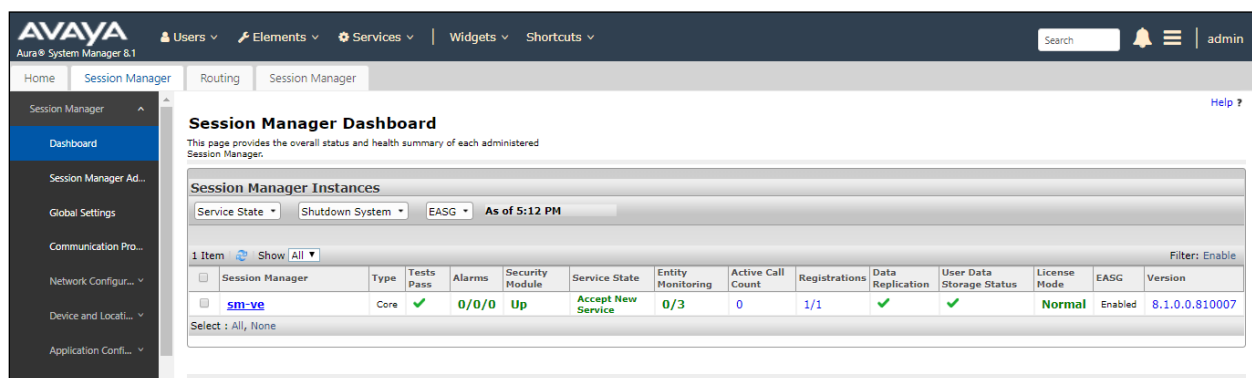 AVAYA
Aura® System Manager 8.1
Users Elements Services | Widgets Shortcuts
Search
admin
Home Session Manager Routing Session Manager
Session Manager
Dashboard
Session Manager Ad...
Global Settings
Communication Pro...
Network Configur...
Device and Locati...
Application Confi...
Help ?
Session Manager Dashboard
This page provides the overall status and health summary of each administered
Session Manager.
Session Manager Instances
Service State Shutdown System EASG As of 5:12 PM
1 Item Show All Filter: Enable
Session Manager Type Tests Pass Alarms Security Module Service State Entity Monitoring Active Call Count Registrations Data Replication User Data Storage Status License Mode EASG Version
sm-ve Core 0/0/0 Up Accept New Service 0/3 0 1/1 Normal Enabled 8.1.0.0.810007
Select : All, None